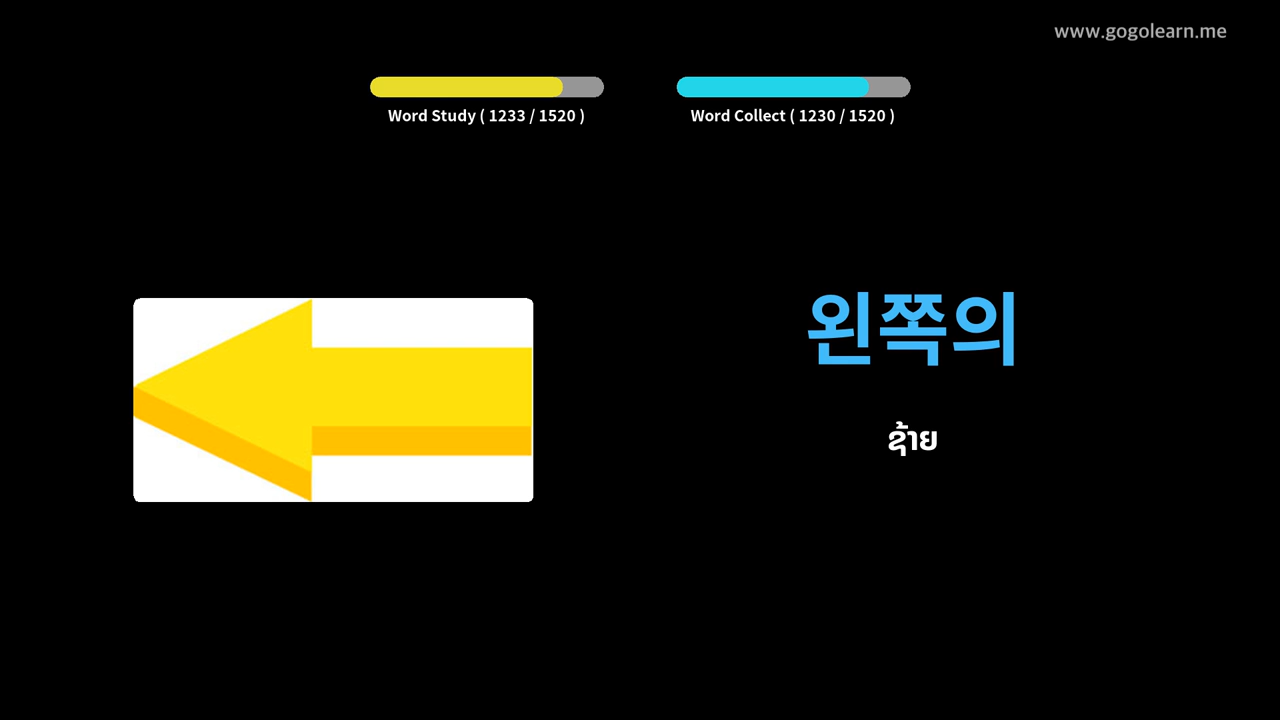 www.gogolearn.me
Word Study ( 1233 / 1520 )
Word Collect ( 1230 / 1520 )
왼쪽의
ຊ້າຍ